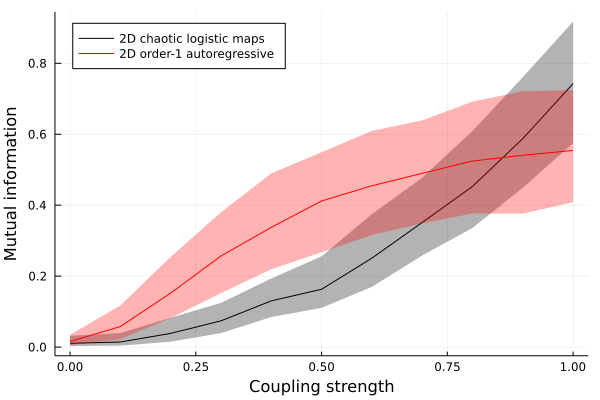 2D chaotic logistic maps
2D order-1 autoregressive
Mutual information
0.8
0.6
0.4
0.2
0.0
0.00 0.25 0.50 0.75 1.00
Coupling strength